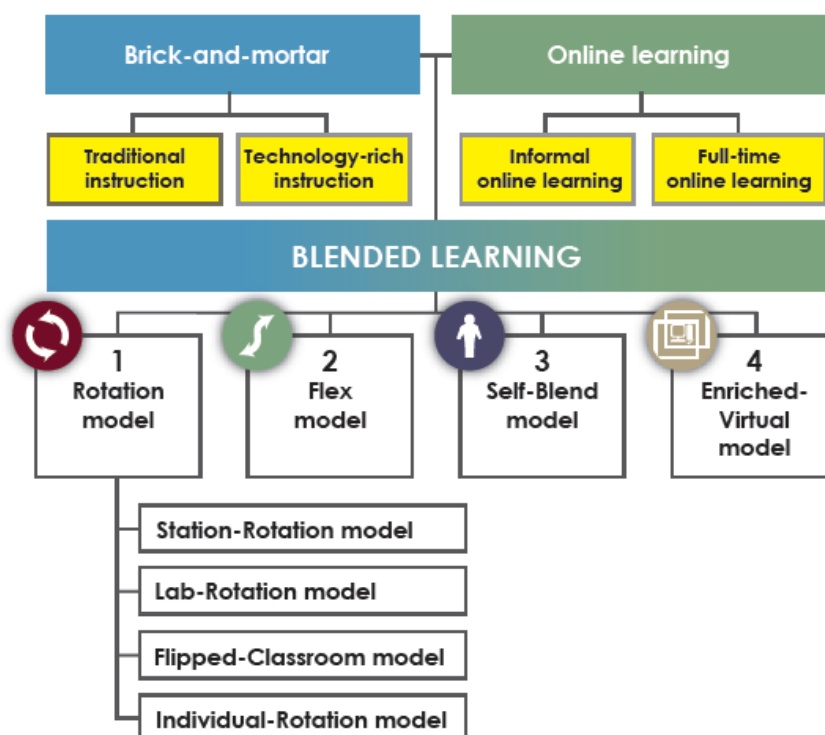 Brick-and-mortar
Online learning
Traditional
instruction
Technology-rich
instruction
Informal
online learning
Full-time
online learning
BLENDED LEARNING
1
Rotation
model
2
Flex
model
3
Self-Blend
model
4
Enriched-
Virtual
model
Station-Rotation model
Lab-Rotation model
Flipped-Classroom model
Individual-Rotation model